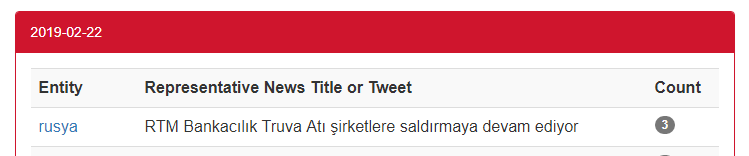 2019-02-22
Entity Representative News Title or Tweet Count
rusya RTM Bankacılık Truva Atı şirketlere saldırmaya devam ediyor 3